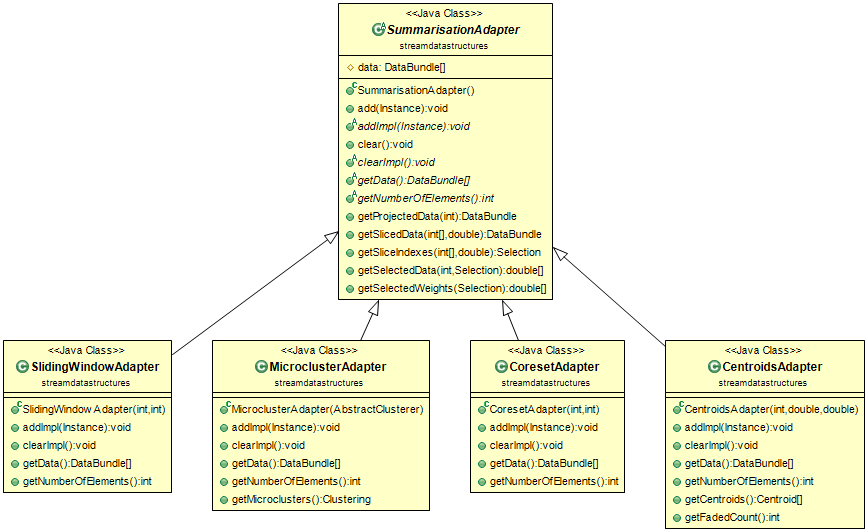 <<Java Class>>
SummarisationAdapter
streamdatastructures
data: DataBundle[]
SummarisationAdapter()
add(Instance):void
addImpl(Instance):void
clear():void
clearImpl():void
getData():DataBundle[]
getNumberOfElements():int
getProjectedData(int):DataBundle
getSlicedData(int[],double):DataBundle
getSliceIndexes(int[],double):Selection
getSelectedData(int,Selection):double[]
getSelectedWeights(Selection):double[]
<<Java Class>>
SlidingWindowAdapter
streamdatastructures
SlidingWindowAdapter(int,int)
addImpl(Instance):void
clearImpl():void
getData():DataBundle[]
getNumberOfElements():int
<<Java Class>>
MicroclusterAdapter
streamdatastructures
MicroclusterAdapter(AbstractClusterer)
addImpl(Instance):void
clearImpl():void
getData():DataBundle[]
getNumberOfElements():int
getMicroclusters():Clustering
<<Java Class>>
CoresetAdapter
streamdatastructures
CoresetAdapter(int,int)
addImpl(Instance):void
clearImpl():void
getData():DataBundle[]
getNumberOfElements():int
<<Java Class>>
CentroidsAdapter
streamdatastructures
CentroidsAdapter(int,double,double)
addImpl(Instance):void
clearImpl():void
getData():DataBundle[]
getNumberOfElements():int
getCentroids():Centroid[]
getFadedCount():int